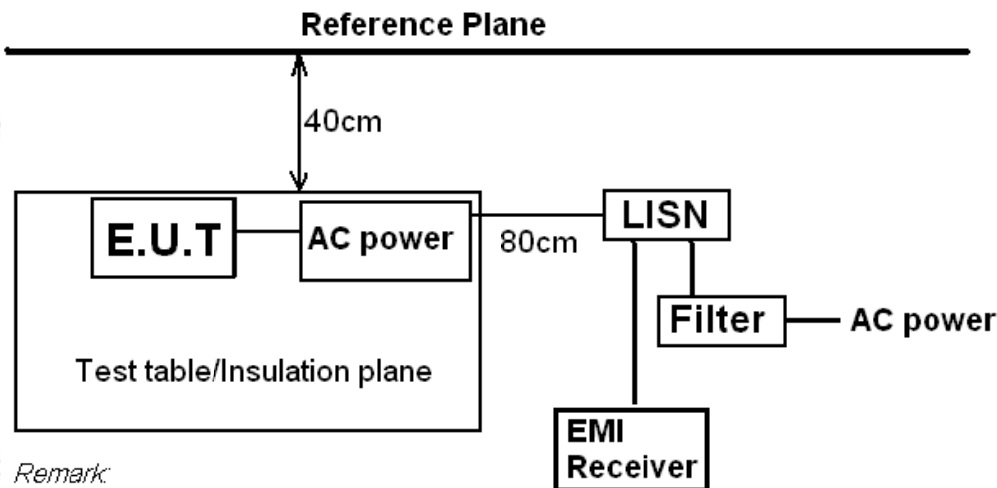 Reference Plane
40cm
E.U.T
AC power
80cm
LISN
Filter
AC power
Test table/Insulation plane
EMI
Receiver
Remark: